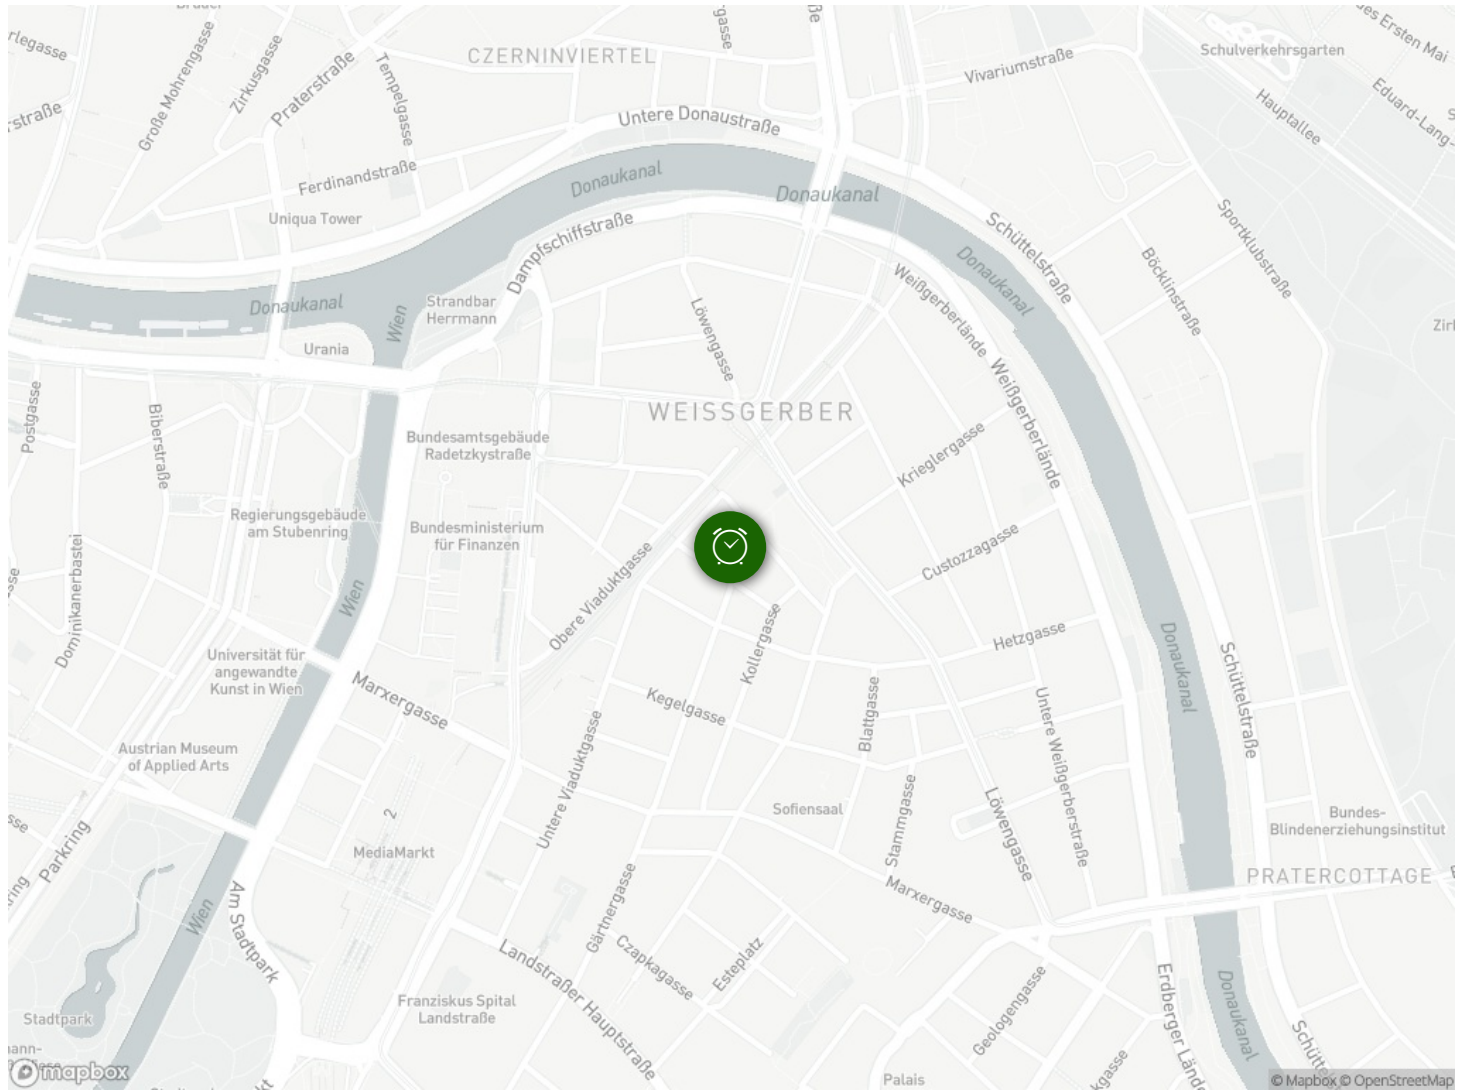 CZERNINVIERTEL
Zirkusgasse
Große Mohrengasse
Praterstraße
Tempelgasse
Vivariumstraße
Schulverkehrsgarten
Hauptallee
Untere Donaustraße
Ferdinandstraße
Uniqua Tower
Donaukanal
Donaukanal
Dampfschiffstraße
Schüttelstraße
Sportklubstraße
Böcklinstraße
Donaukanal
Donaukanal
Strandbar
Herrmann
Wien
Urania
Löwengasse
Weißgerberlände
Weißgerberlände
WEISSGERBER
Postgasse
Biberstraße
Bundesamtsgebäude
Radetzkystraße
Krieglergasse
Regierungsgebäude
am Stubenring
Bundesministerium
für Finanzen
Custozzagasse
Dominikanerbastei
Wien
Obere Viaduktgasse
Kollergasse
Hetzgasse
Donaukanal
Universität für
angewandte
Kunst in Wien
Marxergasse
Kegelgasse
Blattgasse
Untere Weißgerberstraße
Schüttelstraße
Austrian Museum
of Applied Arts
Untere Viaduktgasse
Sofiensaal
Stammgasse
Löwengasse
Bundes-
Blindenerziehungsinstitut
Parkring
2
MediaMarkt
PRATERCOTTAGE
Marxergasse
Wien
Am Stadtpark
Gärtnergasse
Czapkagasse
Esteplatz
Landstraßer Hauptstraße
Geologengasse
Donaukanal
Franziskus Spital
Landstraße
Stadtpark
Palais
mapbox
© Mapbox © OpenStreetMap